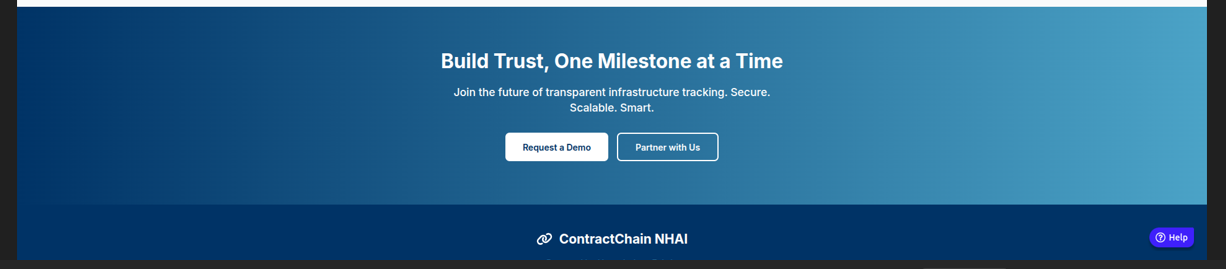 Build Trust, One Milestone at a Time
Join the future of transparent infrastructure tracking. Secure.
Scalable. Smart.
Request a Demo
Partner with Us
ContractChain NHAI
Help